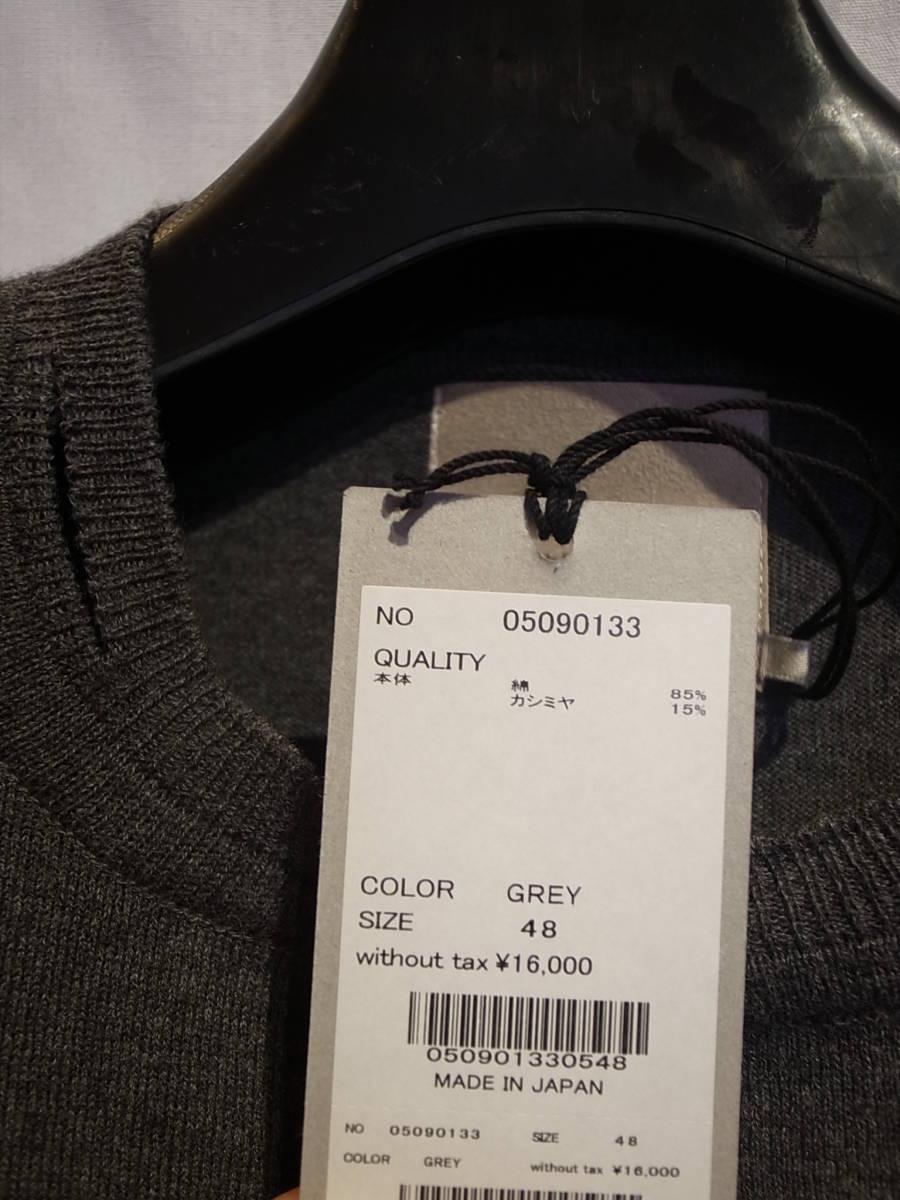 NO 05090133
QUALITY
本体 綿 85%
カシミヤ 15%
COLOR GREY
SIZE 48
without tax ¥16,000
050901330548
MADE IN JAPAN
NO 05090133 SIZE 48
COLOR GREY without tax ¥16,000